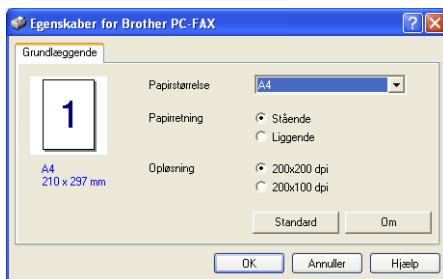 Egenskaber for Brother PC-FAX
Grundlæggende
1
A4
210 x 297 mm
Papirstørrelse
A4
Papirretning
Stående
Liggende
Opløsning
200x200 dpi
200x100 dpi
Standard
Om
OK
Annuller
Hjælp